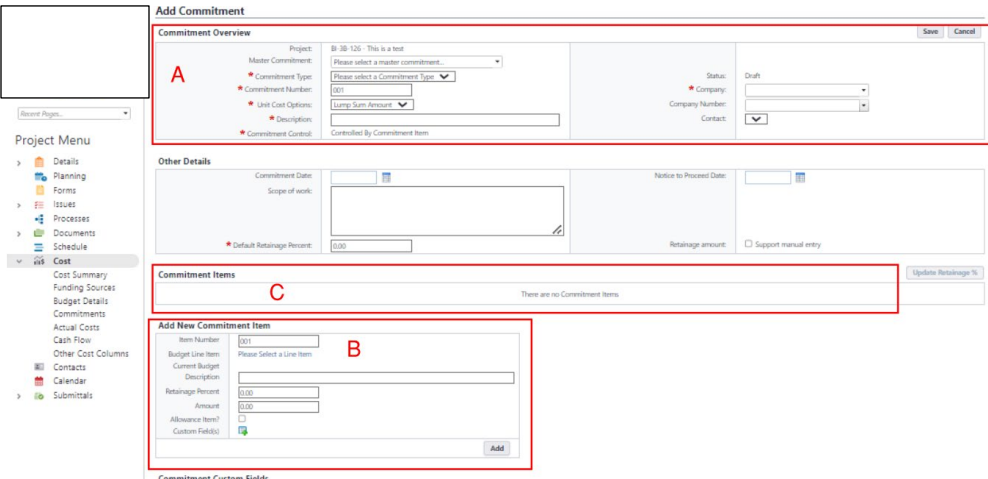 Add Commitment
Commitment Overview
Save Cancel
A
Project: BI-3B-126 - This is a test
Master Commitment: Please select a master commitment...
* Commitment Type: Please select a Commitment Type
Status: Draft
* Commitment Number: 001
* Company:
* Unit Cost Options: Lump Sum Amount
Company Number:
* Description:
Contact:
* Commitment Control: Controlled By Commitment Item
Recent Pages...
Project Menu
Details
Planning
Forms
Issues
Processes
Documents
Schedule
Cost
Cost Summary
Funding Sources
Budget Details
Commitments
Actual Costs
Cash Flow
Other Cost Columns
Contacts
Calendar
Submittals
Other Details
Commitment Date:
Notice to Proceed Date:
Scope of work:
* Default Retainage Percent: 0.00
Retainage amount: Support manual entry
Commitment Items
Update Retainage %
C
There are no Commitment Items
Add New Commitment Item
B
Item Number 001
Budget Line Item Please Select a Line Item
Current Budget
Description
Retainage Percent 0.00
Amount 0.00
Allowance Item?
Custom Field(s)
Add
Commitment Custom Fields